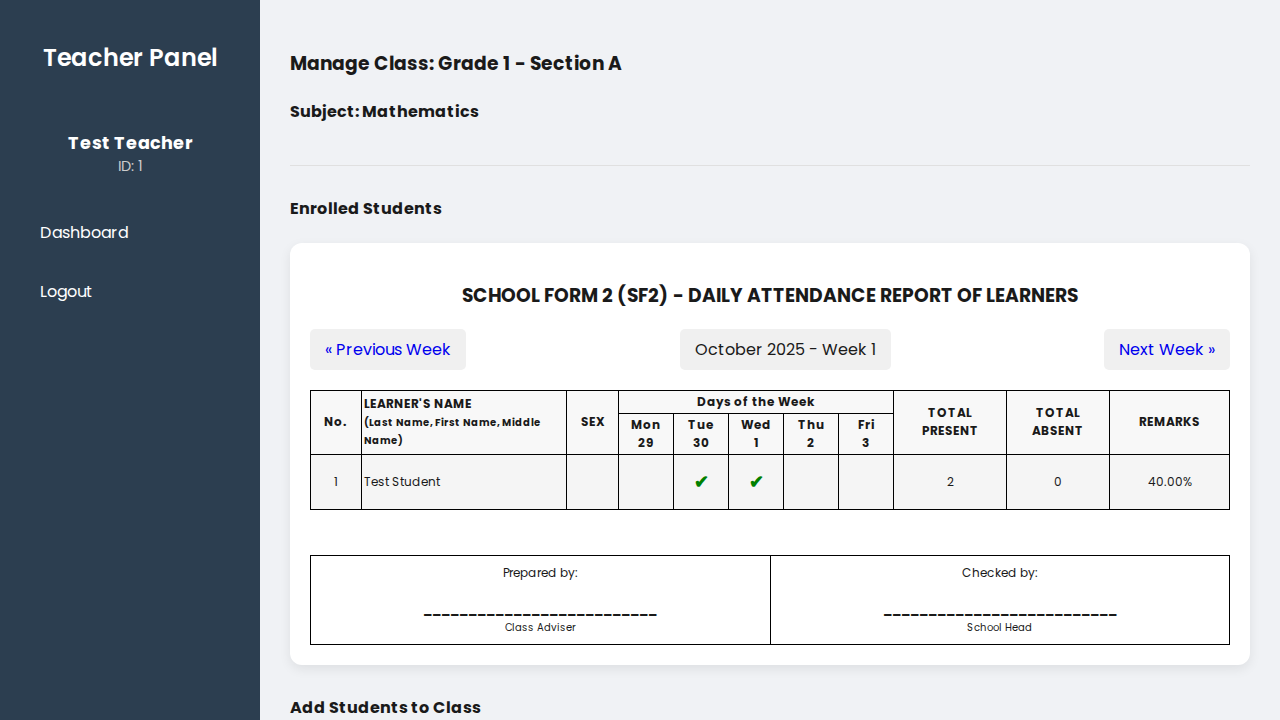 Teacher Panel
Test Teacher
ID: 1
Dashboard
Logout
Manage Class: Grade 1 - Section A
Subject: Mathematics
Enrolled Students
SCHOOL FORM 2 (SF2) - DAILY ATTENDANCE REPORT OF LEARNERS
« Previous Week
October 2025 - Week 1
Next Week »
No.
LEARNER'S NAME
(Last Name, First Name, Middle
Name)
SEX
Days of the Week
TOTAL
PRESENT
TOTAL
ABSENT
REMARKS
Mon
29
Tue
30
Wed
1
Thu
2
Fri
3
1
Test Student
✔
✔
2
0
40.00%
Prepared by:
__________________________
Class Adviser
Checked by:
__________________________
School Head
Add Students to Class